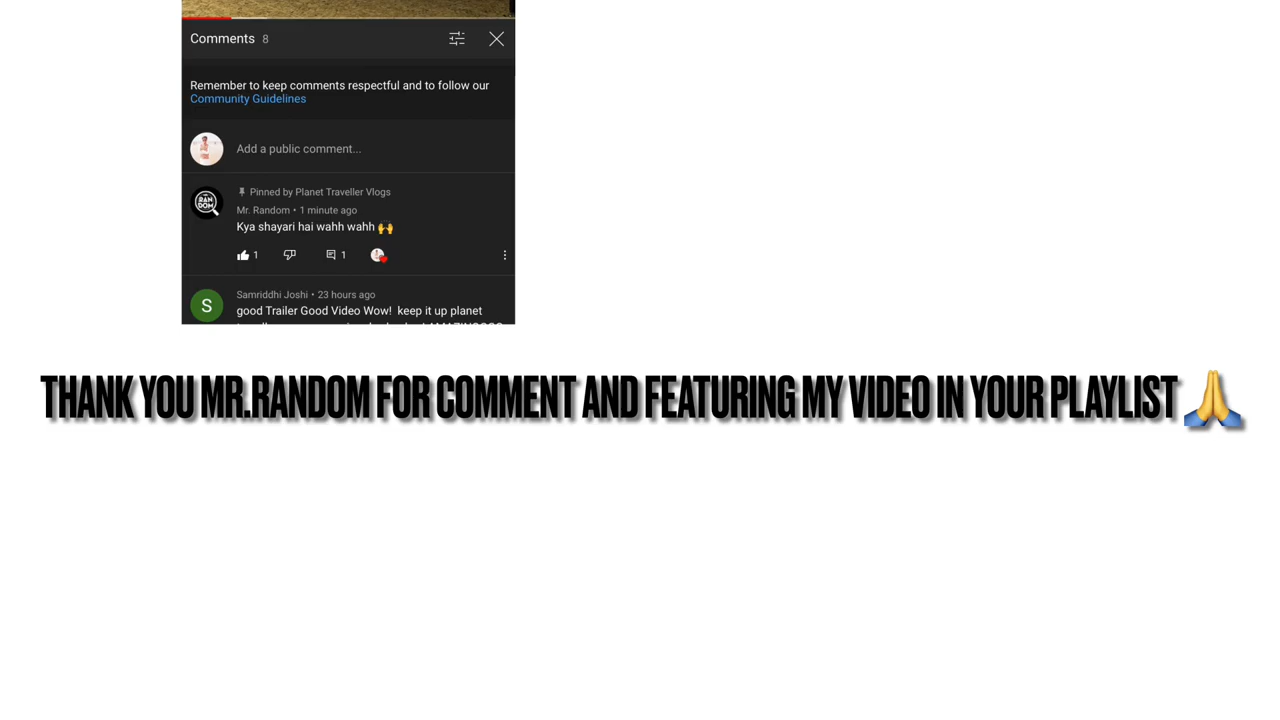 Comments 8
Remember to keep comments respectful and to follow our
Community Guidelines
Add a public comment...
RANDOM
Pinned by Planet Traveller Vlogs
Mr. Random • 1 minute ago
Kya shayari hai wahh wahh 🙌
1 1
S
Samriddhi Joshi • 23 hours ago
good Trailer Good Video Wow! keep it up planet
THANK YOU MR.RANDOM FOR COMMENT AND FEATURING MY VIDEO IN YOUR PLAYLIST 🙏